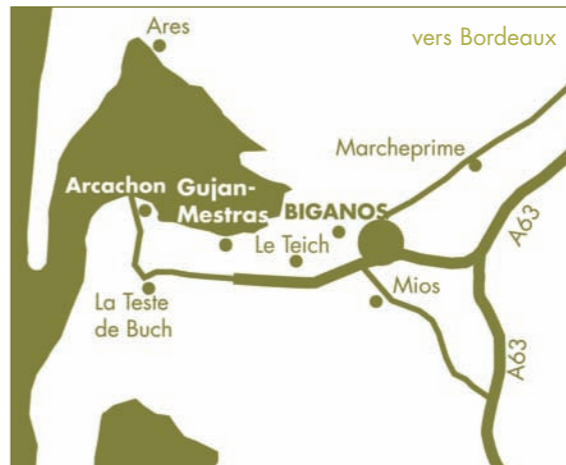 Ares
vers Bordeaux
Marcheprime
Arcachon
Gujan-
Mestras
BIGANOS
Le Teich
A63
La Teste
de Buch
Mios
A63